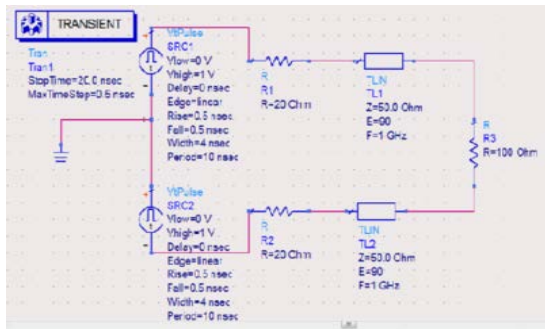 TRANSIENT
Tran
Tran1
StopTime=20.0 nsec
MaxTimeStep=0.5 nsec
VtPulse
SRC1
Vlow=0 V
Vhigh=1 V
Delay=0 nsec
Edge=linear
Rise=0.5 nsec
Fall=0.5 nsec
Width=4 nsec
Period=10 nsec
R
R1
R=20 Ohm
TLIN
TL1
Z=50.0 Ohm
E=90
F=1 GHz
R
R3
R=100 Ohm
VtPulse
SRC2
Vlow=0 V
Vhigh=1 V
Delay=0 nsec
Edge=linear
Rise=0.5 nsec
Fall=0.5 nsec
Width=4 nsec
Period=10 nsec
R
R2
R=20 Ohm
TLIN
TL2
Z=50.0 Ohm
E=90
F=1 GHz